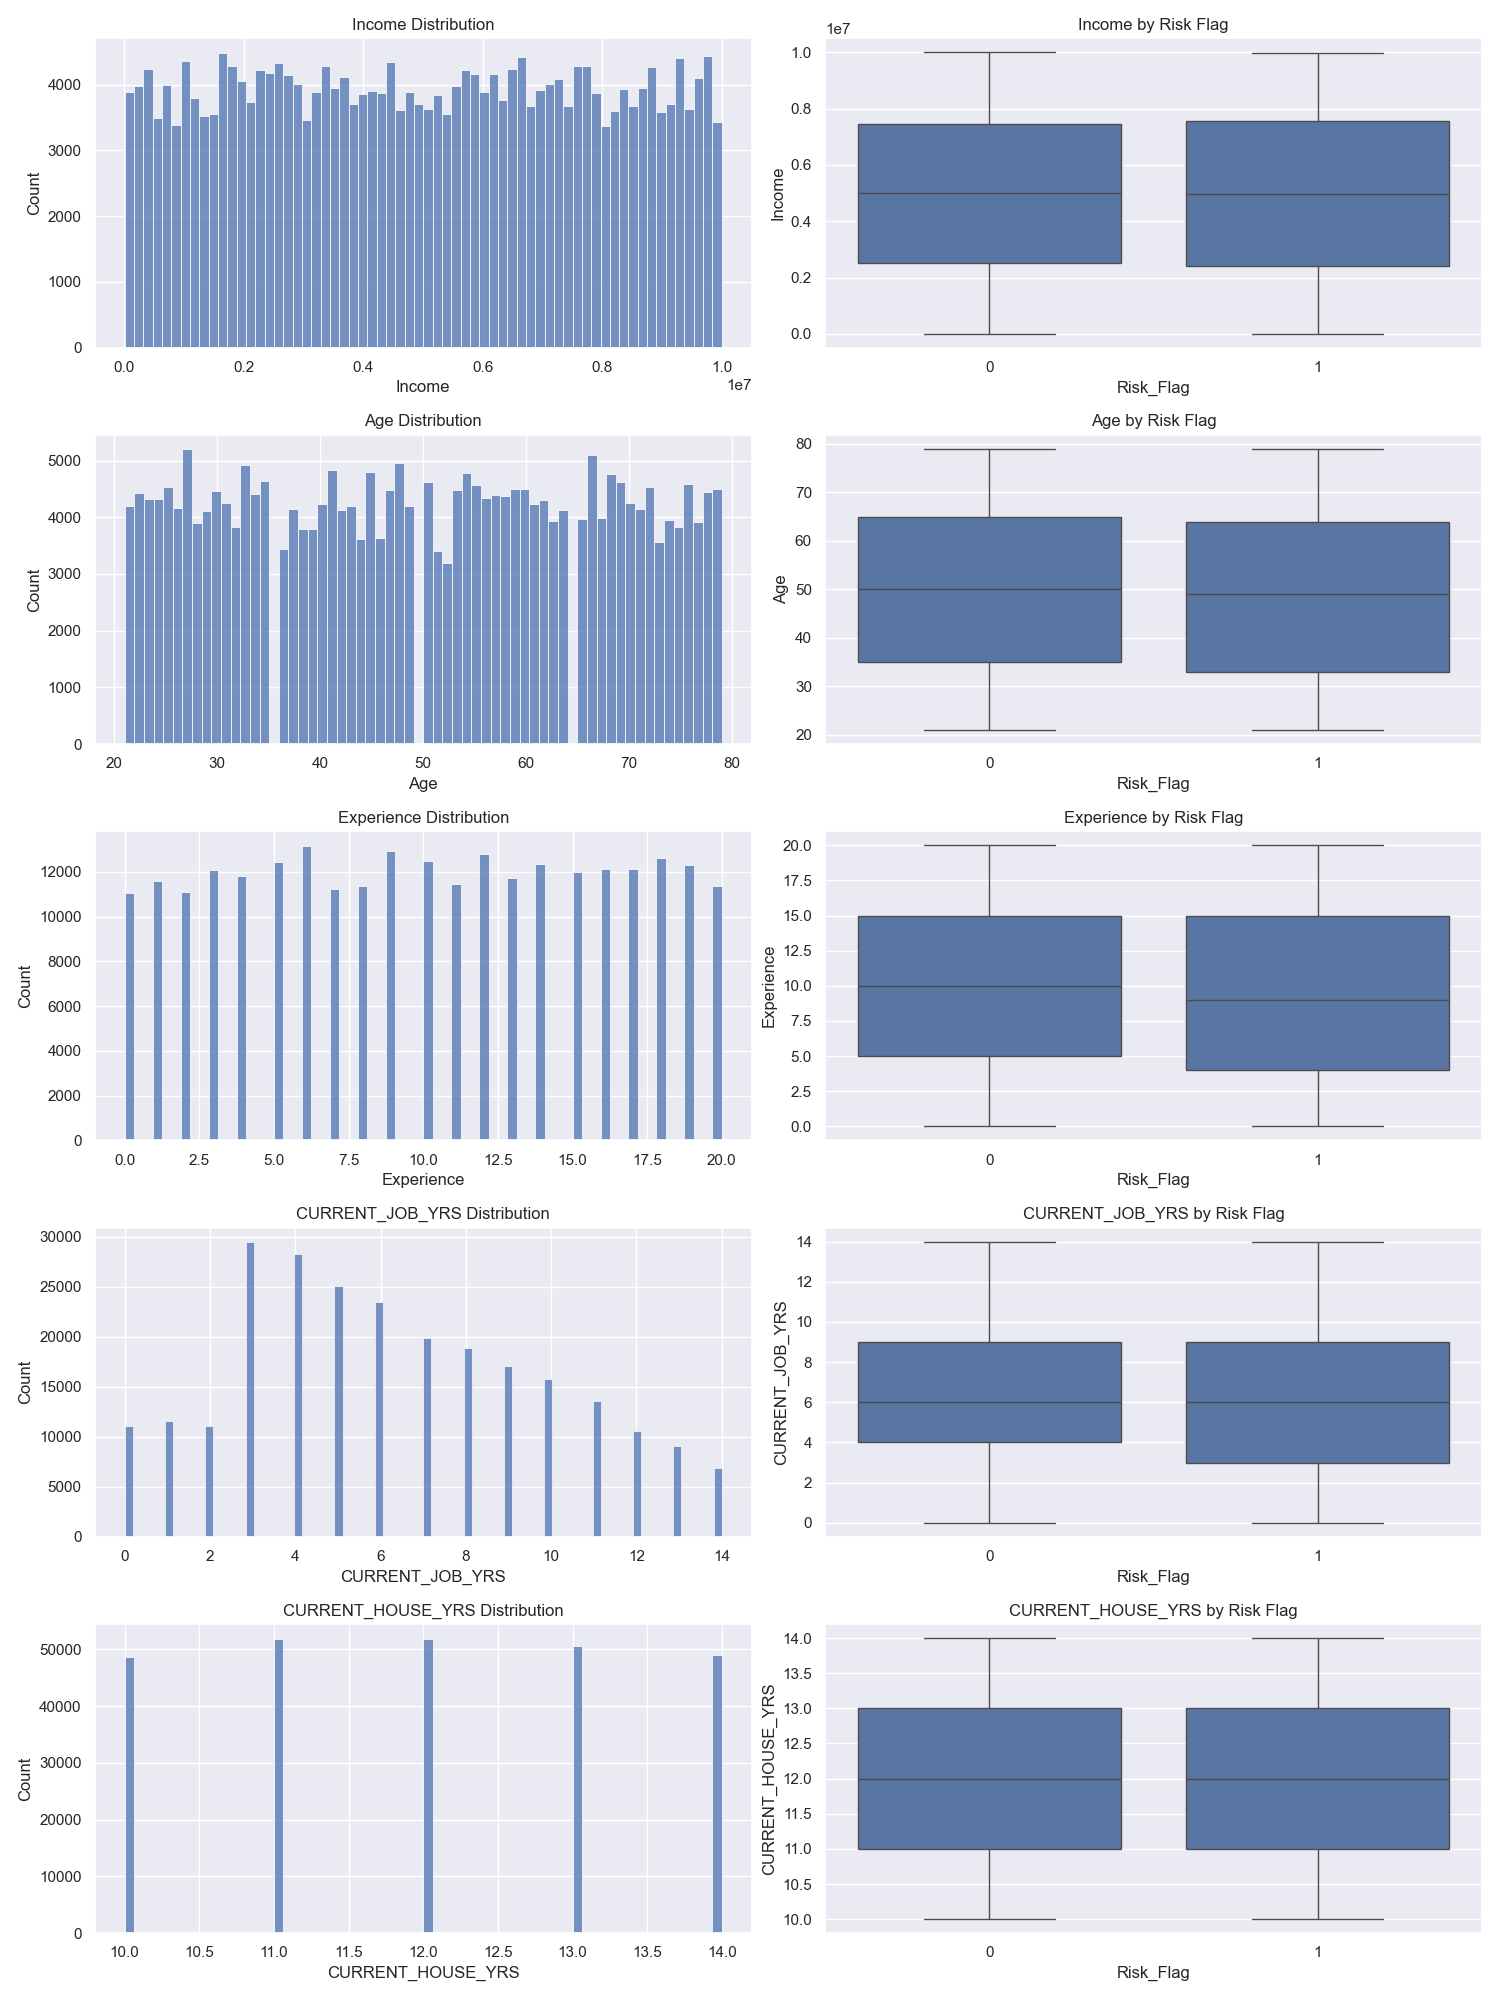 Income Distribution
Count
4000
3000
2000
1000
0
0.0 0.2 0.4 0.6 0.8 1.0
1e7
Income
Income by Risk Flag
1e7
Income
1.0
0.8
0.6
0.4
0.2
0.0
0 1
Risk_Flag
Age Distribution
Count
5000
4000
3000
2000
1000
0
20 30 40 50 60 70 80
Age
Age by Risk Flag
Age
80
70
60
50
40
30
20
0 1
Risk_Flag
Experience Distribution
Count
12000
10000
8000
6000
4000
2000
0
0.0 2.5 5.0 7.5 10.0 12.5 15.0 17.5 20.0
Experience
Experience by Risk Flag
Experience
20.0
17.5
15.0
12.5
10.0
7.5
5.0
2.5
0.0
0 1
Risk_Flag
CURRENT_JOB_YRS Distribution
Count
30000
25000
20000
15000
10000
5000
0
0 2 4 6 8 10 12 14
CURRENT_JOB_YRS
CURRENT_JOB_YRS by Risk Flag
CURRENT_JOB_YRS
14
12
10
8
6
4
2
0
0 1
Risk_Flag
CURRENT_HOUSE_YRS Distribution
Count
50000
40000
30000
20000
10000
0
10.0 10.5 11.0 11.5 12.0 12.5 13.0 13.5 14.0
CURRENT_HOUSE_YRS
CURRENT_HOUSE_YRS by Risk Flag
CURRENT_HOUSE_YRS
14.0
13.5
13.0
12.5
12.0
11.5
11.0
10.5
10.0
0 1
Risk_Flag